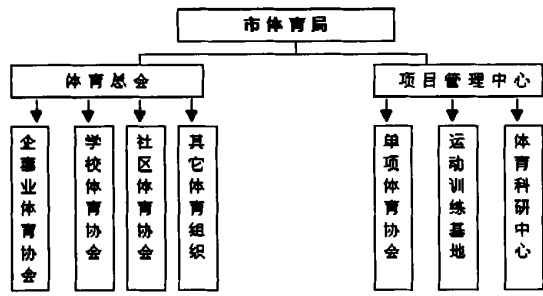 市体育局
体育总会
项目管理中心
企事业体育协会
学校体育协会
社区体育协会
其它体育组织
单项体育协会
运动训练基地
体育科研中心